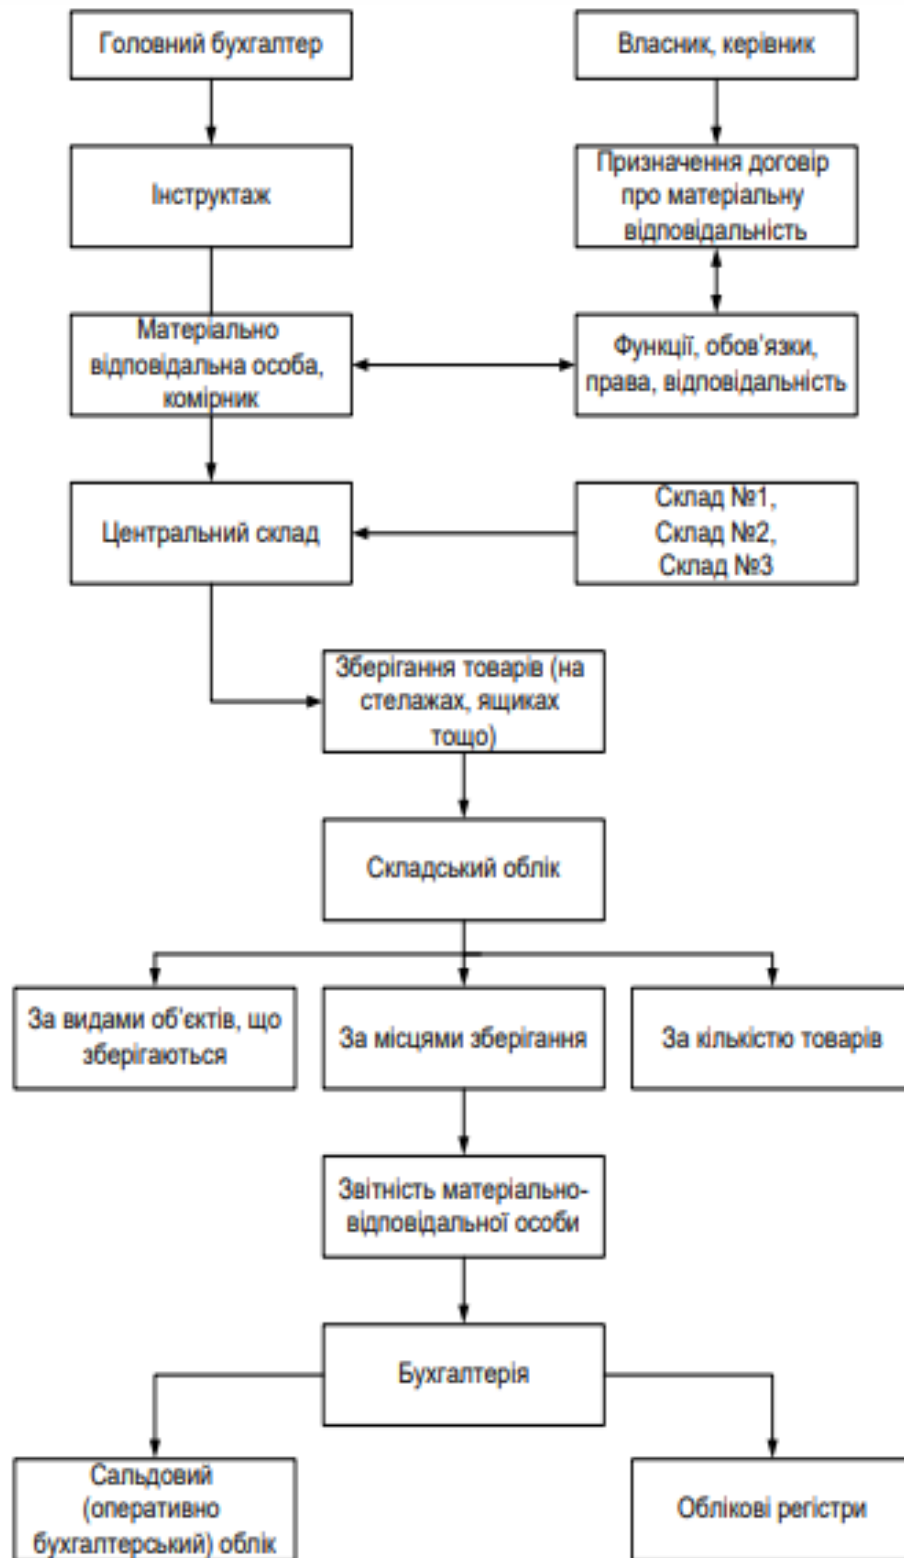 Головний бухгалтер
Власник, керівник
Інструктаж
Призначення договір
про матеріальну
відповідальність
Матеріально
відповідальна особа,
комірник
Функції, обов'язки,
права, відповідальність
Центральний склад
Склад №1,
Склад №2,
Склад №3
Зберігання товарів (на
стелажах, ящиках
тощо)
Складський облік
За видами об'єктів, що
зберігаються
За місцями зберігання
За кількістю товарів
Звітність матеріально-
відповідальної особи
Бухгалтерія
Сальдовий
(оперативно
бухгалтерський) облік
Облікові регістри